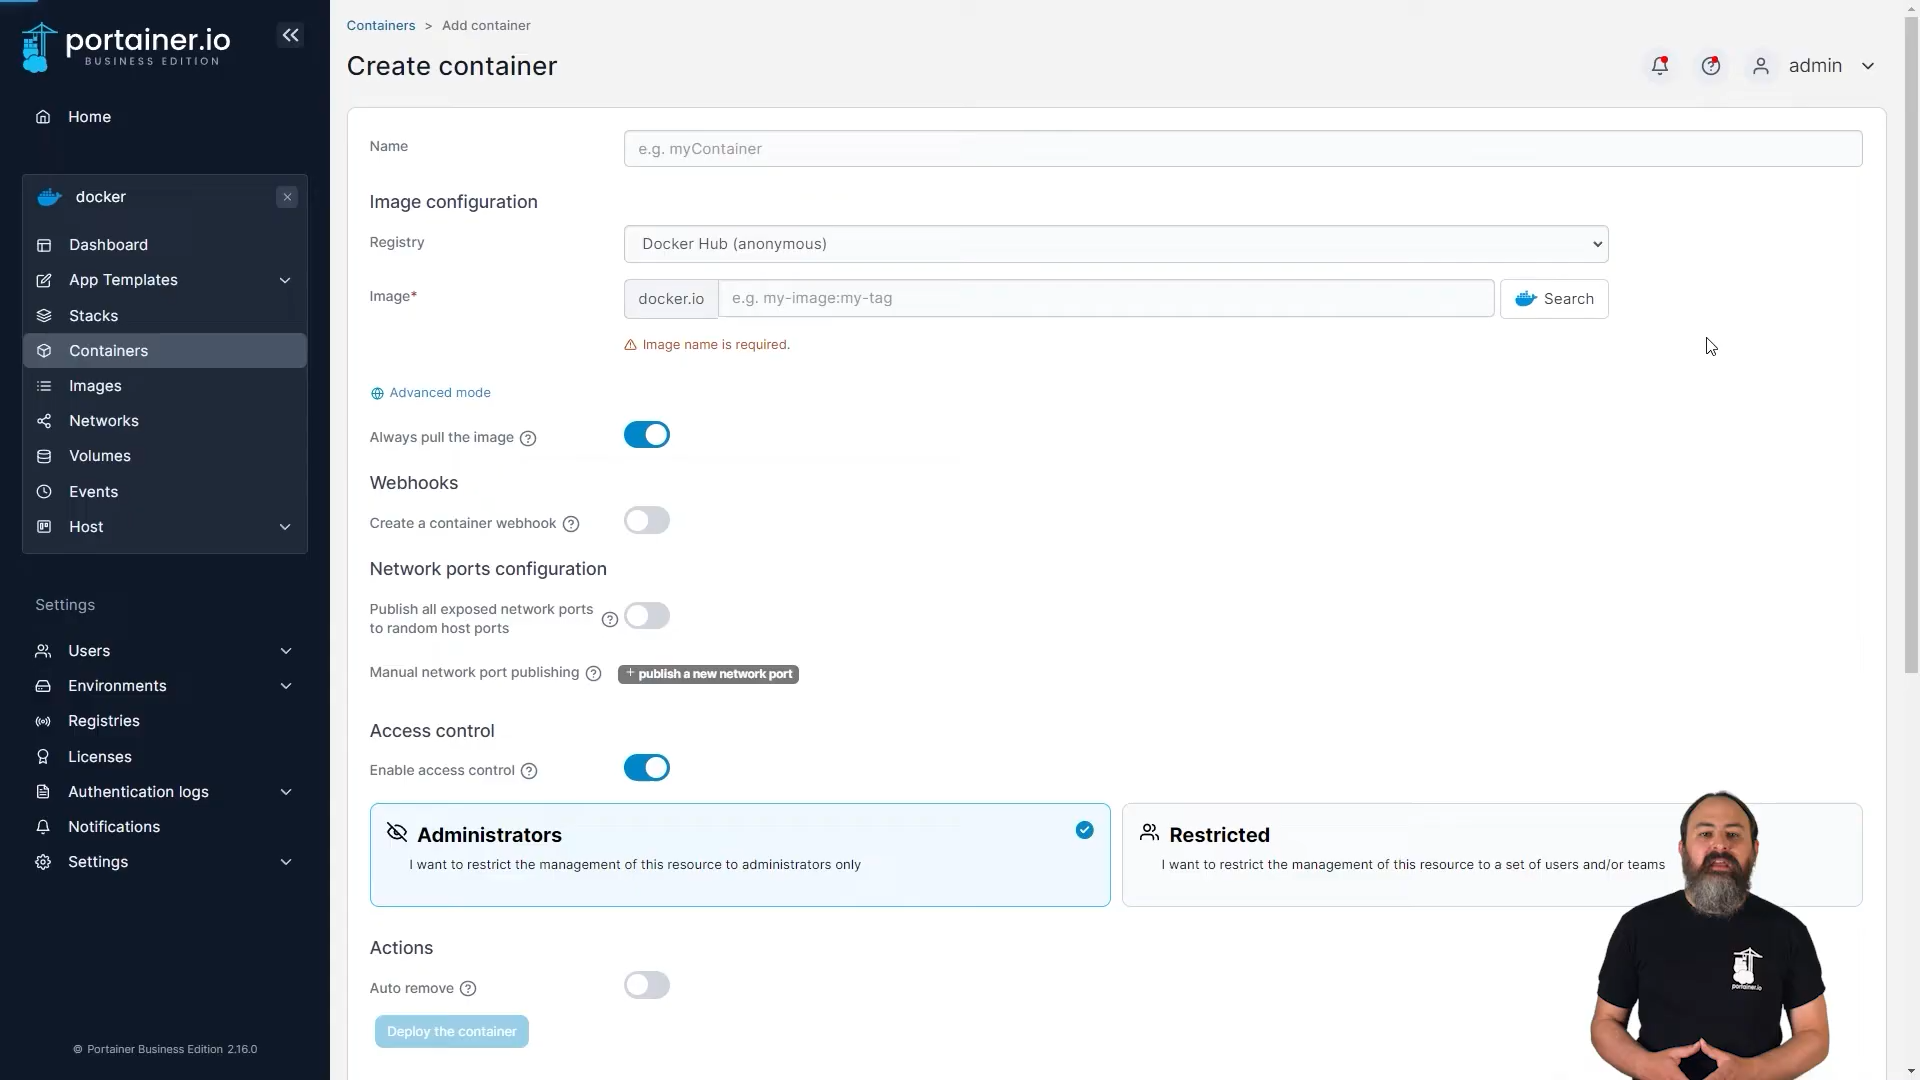 portainer.io
BUSINESS EDITION
Home
docker
Dashboard
App Templates
Stacks
Containers
Images
Networks
Volumes
Events
Host
Settings
Users
Environments
Registries
Licenses
Authentication logs
Notifications
Settings
© Portainer Business Edition 2.16.0
Containers > Add container
Create container
admin
Name
e.g. myContainer
Image configuration
Registry
Docker Hub (anonymous)
Image*
docker.io
e.g. my-image:my-tag
Search
Image name is required.
Advanced mode
Always pull the image
Webhooks
Create a container webhook
Network ports configuration
Publish all exposed network ports
to random host ports
Manual network port publishing
+ publish a new network port
Access control
Enable access control
Administrators
I want to restrict the management of this resource to administrators only
Restricted
I want to restrict the management of this resource to a set of users and/or teams
Actions
Auto remove
Deploy the container
portainer.io